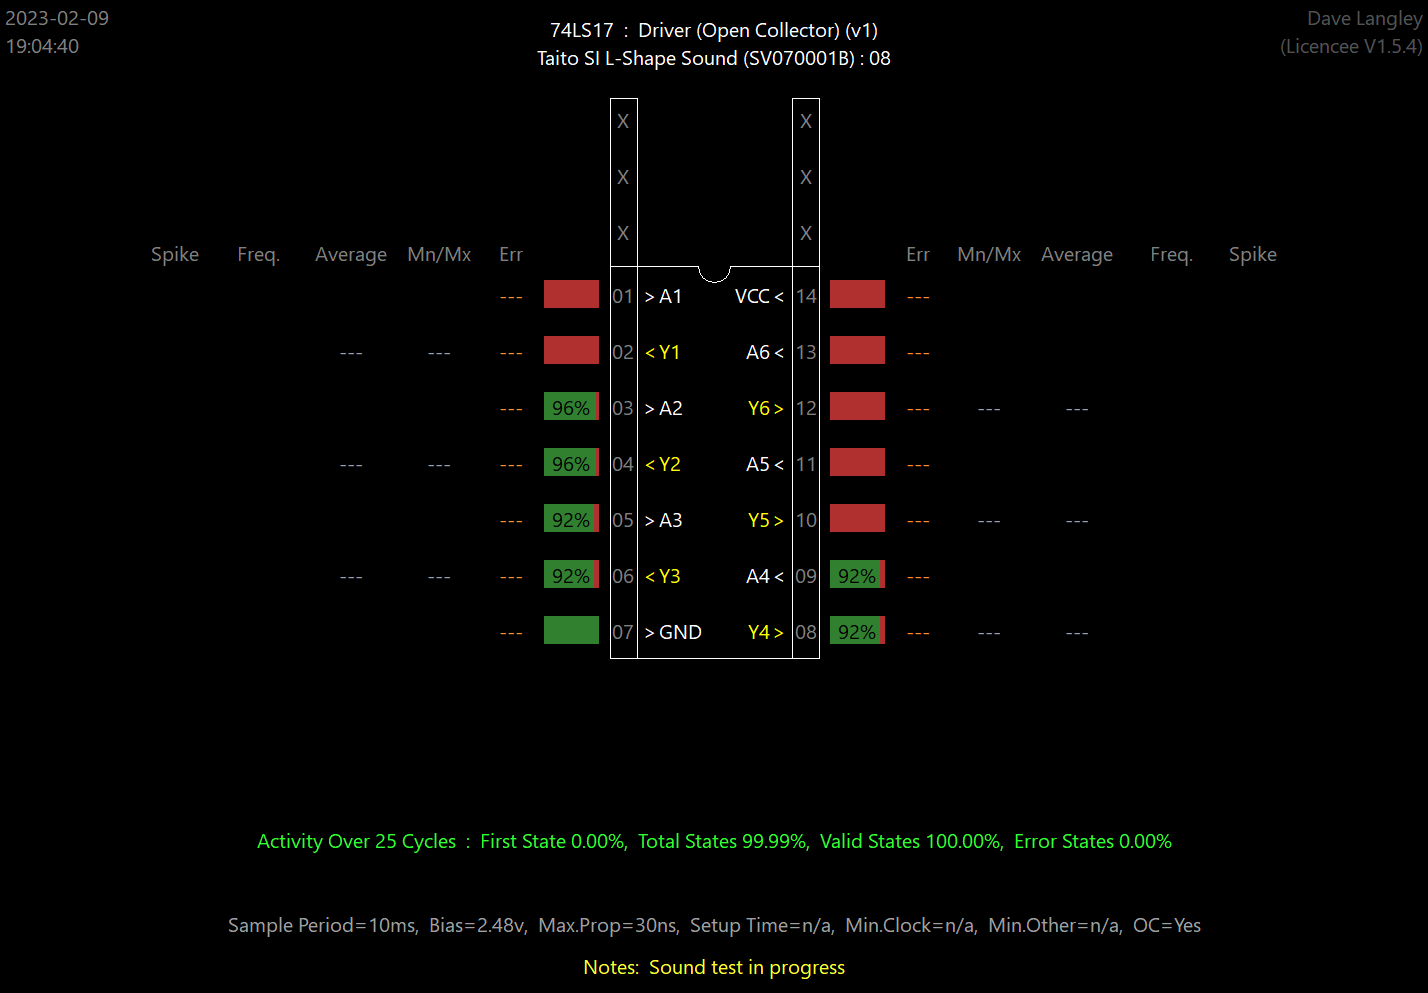 2023-02-09
19:04:40
74LS17 : Driver (Open Collector) (v1)
Taito SI L-Shape Sound (SV070001B) : 08
Dave Langley
(Licencee V1.5.4)
X X
X X
X X
Spike Freq. Average Mn/Mx Err Err Mn/Mx Average Freq. Spike
--- 01 > A1 VCC < 14 ---
--- --- --- 02 < Y1 A6 < 13 ---
--- 96% 03 > A2 Y6 > 12 --- --- ---
--- --- --- 96% 04 < Y2 A5 < 11 ---
--- 92% 05 > A3 Y5 > 10 --- --- ---
--- --- --- 92% 06 < Y3 A4 < 09 92% ---
--- 07 > GND Y4 > 08 92% --- --- ---
Activity Over 25 Cycles : First State 0.00%, Total States 99.99%, Valid States 100.00%, Error States 0.00%
Sample Period=10ms, Bias=2.48v, Max.Prop=30ns, Setup Time=n/a, Min.Clock=n/a, Min.Other=n/a, OC=Yes
Notes: Sound test in progress